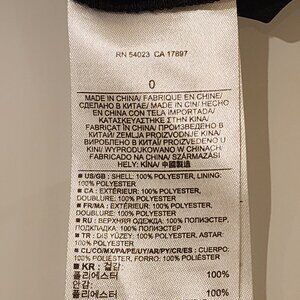 RN 54023 CA 17897
0
MADE IN CHINA/ FABRIQUE EN CHINE/
СДЕЛАНО В КИТАЕ/ MADE IN CN/HECHO
EN CHINA CON TELA IMPORTADA/
ΚΑΤΑΣΚΕΥΑΣΤΗΚΕ ΣΤΗΝ ΚΙΝΑ/
FABRICAT ÎN CHINA/ ПРОИЗВЕДЕНО В
КИТАЙ/ ZEMLJA PROIZVODNJE KINA/
ВИРОБЛЕНО В КИТАЇ/ PROIZVEDENO U
KINI/ WYPRODUKOWANO W CHINACH/
FABRICADO NA CHINA/ SZÁRMAZÁSI
HELY: KÍNA/ 中國製造
■ US/GB : SHELL: 100% POLYESTER, LINING:
100% POLYESTER
■ CA : EXTÉRIEUR: 100% POLYESTER,
DOUBLURE: 100% POLYESTER
■ FR/MA : EXTÉRIEUR: 100% POLYESTER,
DOUBLURE: 100% POLYESTER
■ RU : ВЕРХНЯЯ ОДЕЖДА: 100% ПОЛИЭСТЕР,
ПОДКЛАДКА: 100% ПОЛИЭСТЕР
■ TR : DIS YÜZEY: 100% POLYESTER, ASTAR:
100% POLYESTER
■ CL/CO/MX/PA/PE/UY/AR/PY/CR/ES : CUERPO:
100% POLIÉSTER, FORRO: 100% POLIÉSTER
■ KR : 겉감:
폴리에스터 100%
안감:
폴리에스터 100%